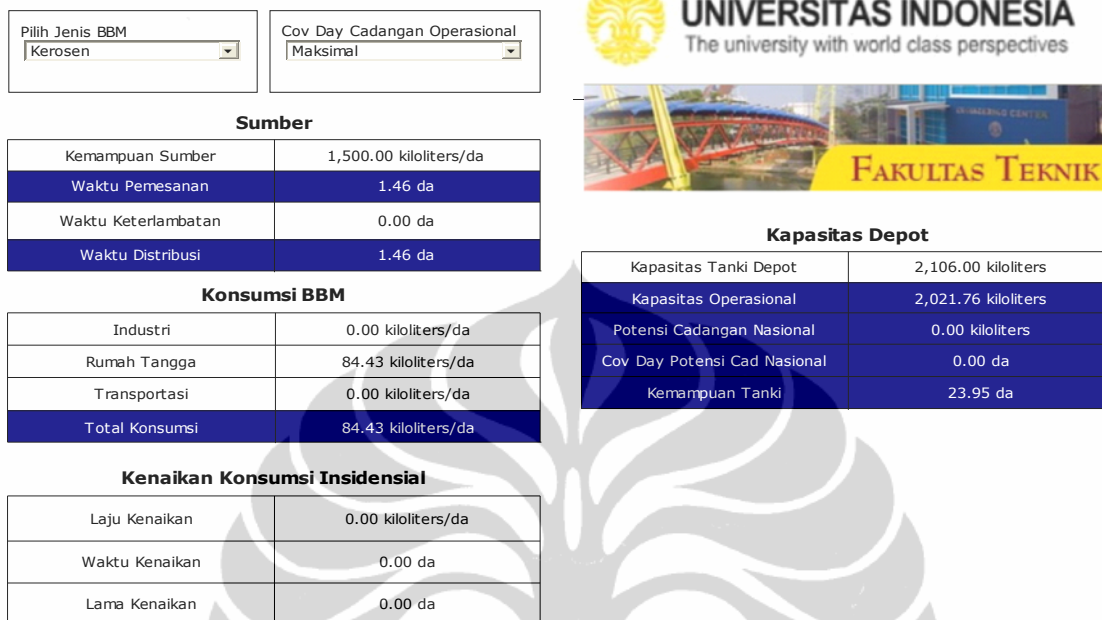 Pilih Jenis BBM
Kerosen
Cov Day Cadangan Operasional
Maksimal
UNIVERSITAS INDONESIA
The university with world class perspectives
ENGINEERING CENTER
FAKULTAS TEKNIK
Sumber
Kemampuan Sumber 1,500.00 kiloliters/da
Waktu Pemesanan 1.46 da
Waktu Keterlambatan 0.00 da
Waktu Distribusi 1.46 da
Konsumsi BBM
Industri 0.00 kiloliters/da
Rumah Tangga 84.43 kiloliters/da
Transportasi 0.00 kiloliters/da
Total Konsumsi 84.43 kiloliters/da
Kenaikan Konsumsi Insidensial
Laju Kenaikan 0.00 kiloliters/da
Waktu Kenaikan 0.00 da
Lama Kenaikan 0.00 da
Kapasitas Depot
Kapasitas Tanki Depot 2,106.00 kiloliters
Kapasitas Operasional 2,021.76 kiloliters
Potensi Cadangan Nasional 0.00 kiloliters
Cov Day Potensi Cad Nasional 0.00 da
Kemampuan Tanki 23.95 da